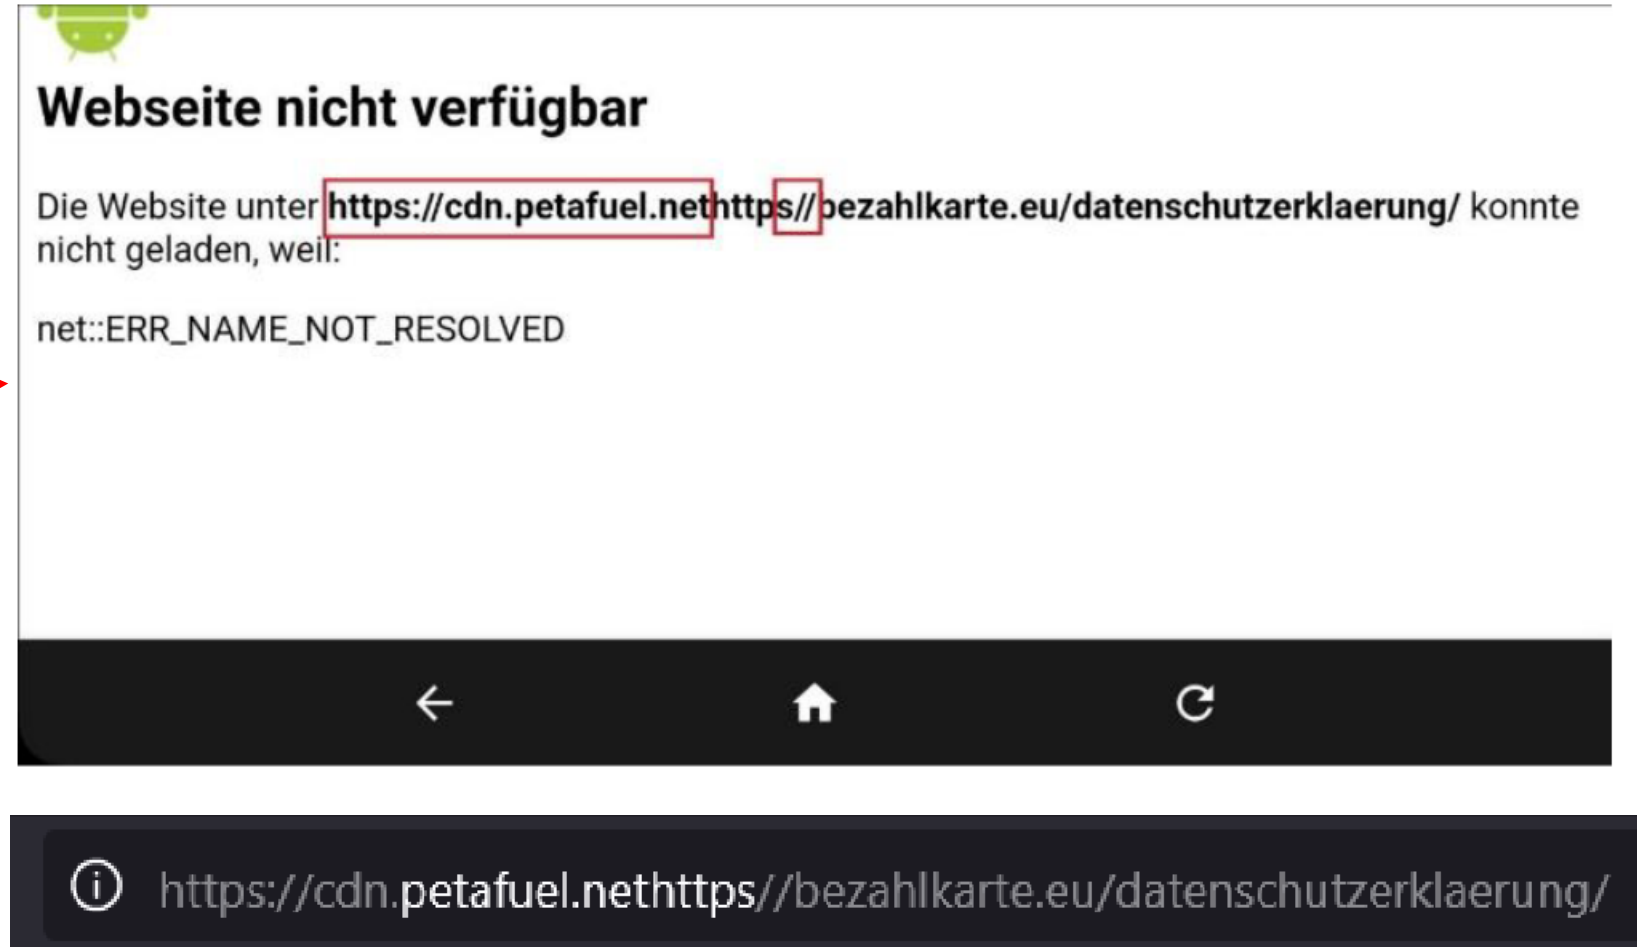 Webseite nicht verfügbar
Die Website unter https://cdn.petafuel.nethttps//bezahlkarte.eu/datenschutzerklaerung/ konnte
nicht geladen, weil:
net::ERR_NAME_NOT_RESOLVED
https://cdn.petafuel.nethttps//bezahlkarte.eu/datenschutzerklaerung/